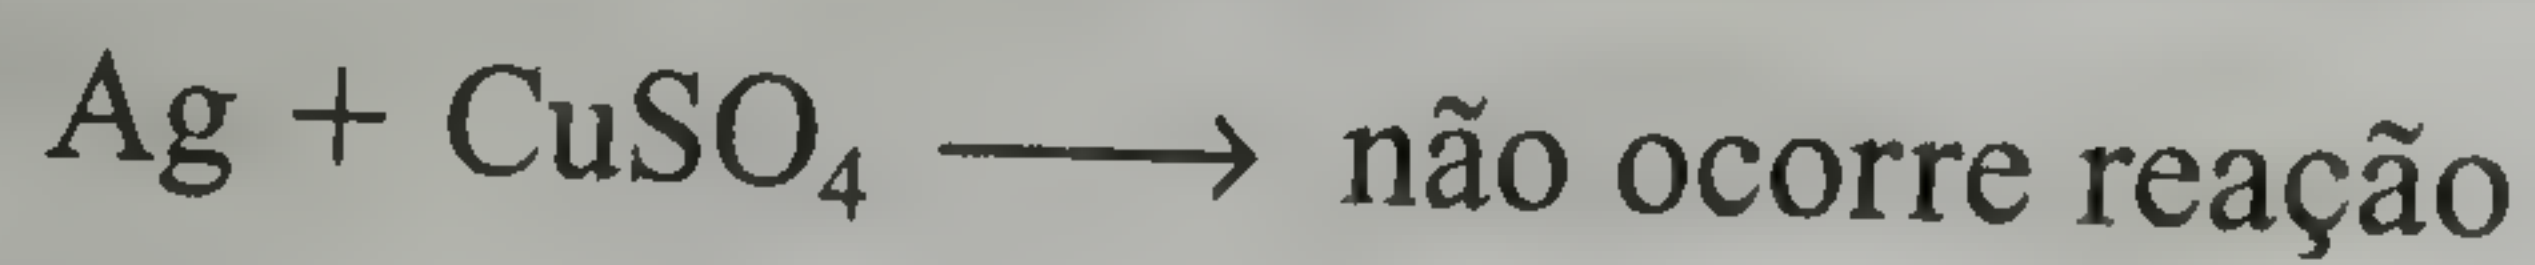 Ag + CuSO₄ ⟶ não ocorre reação